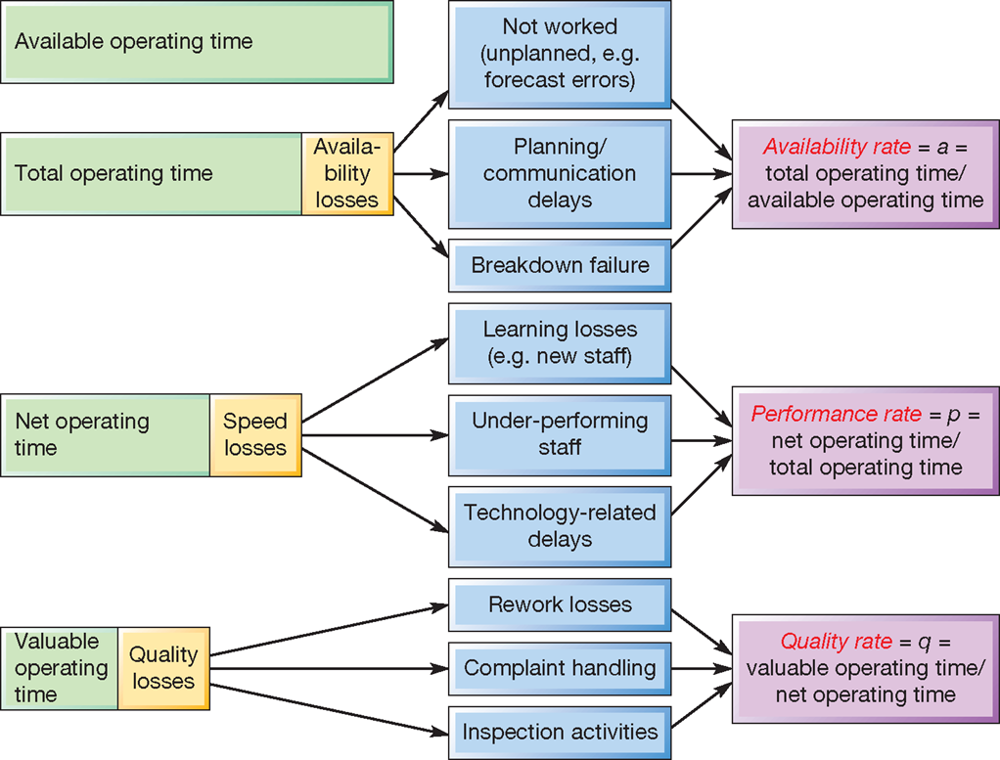 Available operating time
Not worked
(unplanned, e.g.
forecast errors)
Total operating time
Availa-
bility
losses
Planning/
communication
delays
Breakdown failure
Availability rate = a =
total operating time/
available operating time
Net operating
time
Speed
losses
Learning losses
(e.g. new staff)
Under-performing
staff
Technology-related
delays
Performance rate = p =
net operating time/
total operating time
Valuable
operating
time
Quality
losses
Rework losses
Complaint handling
Inspection activities
Quality rate = q =
valuable operating time/
net operating time